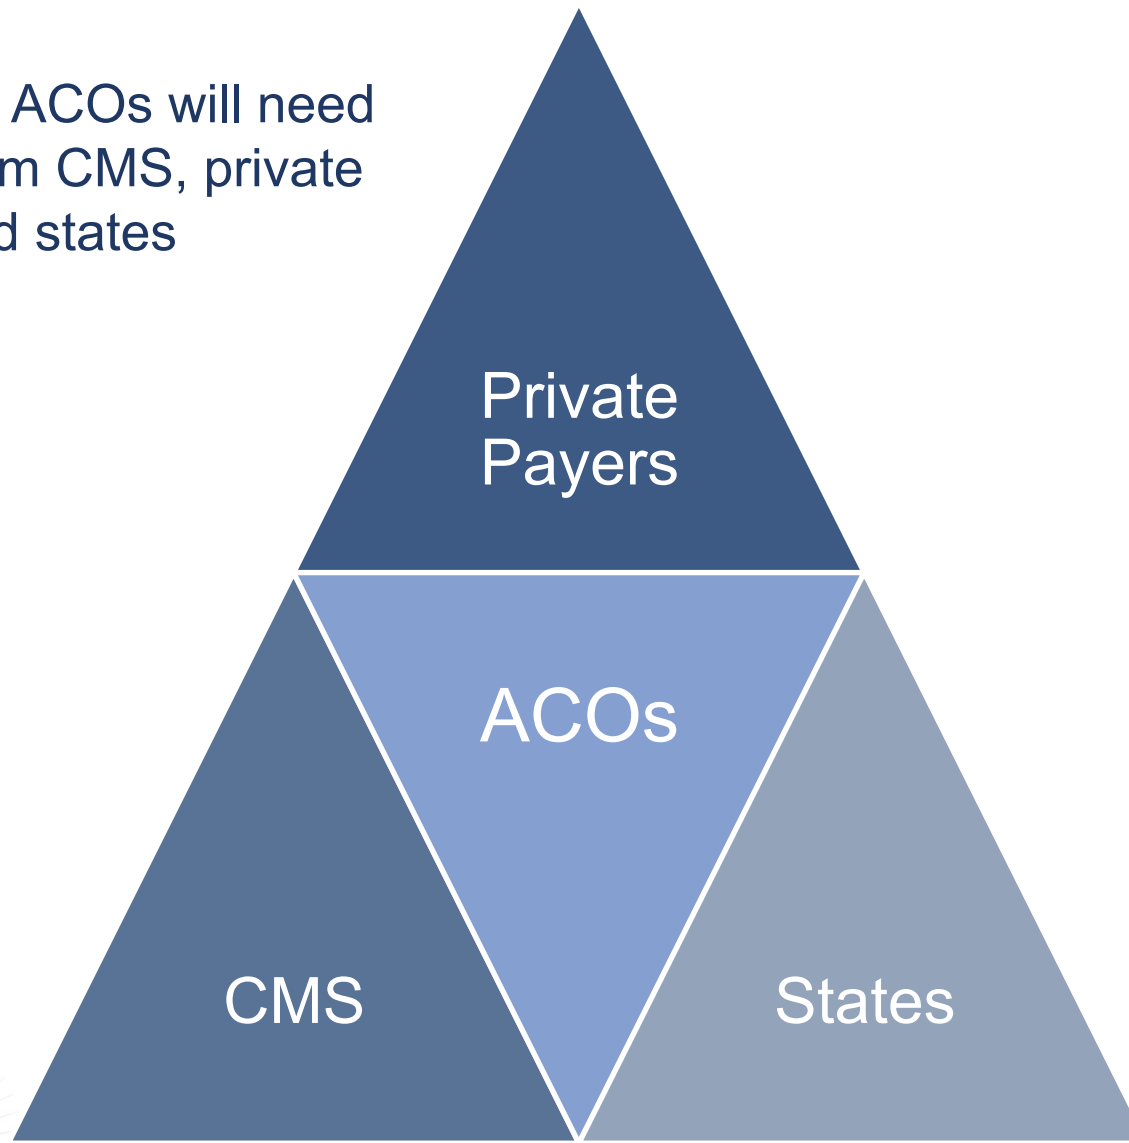 ACOs will need
m CMS, private
d states
Private
Payers
ACOs
CMS
States